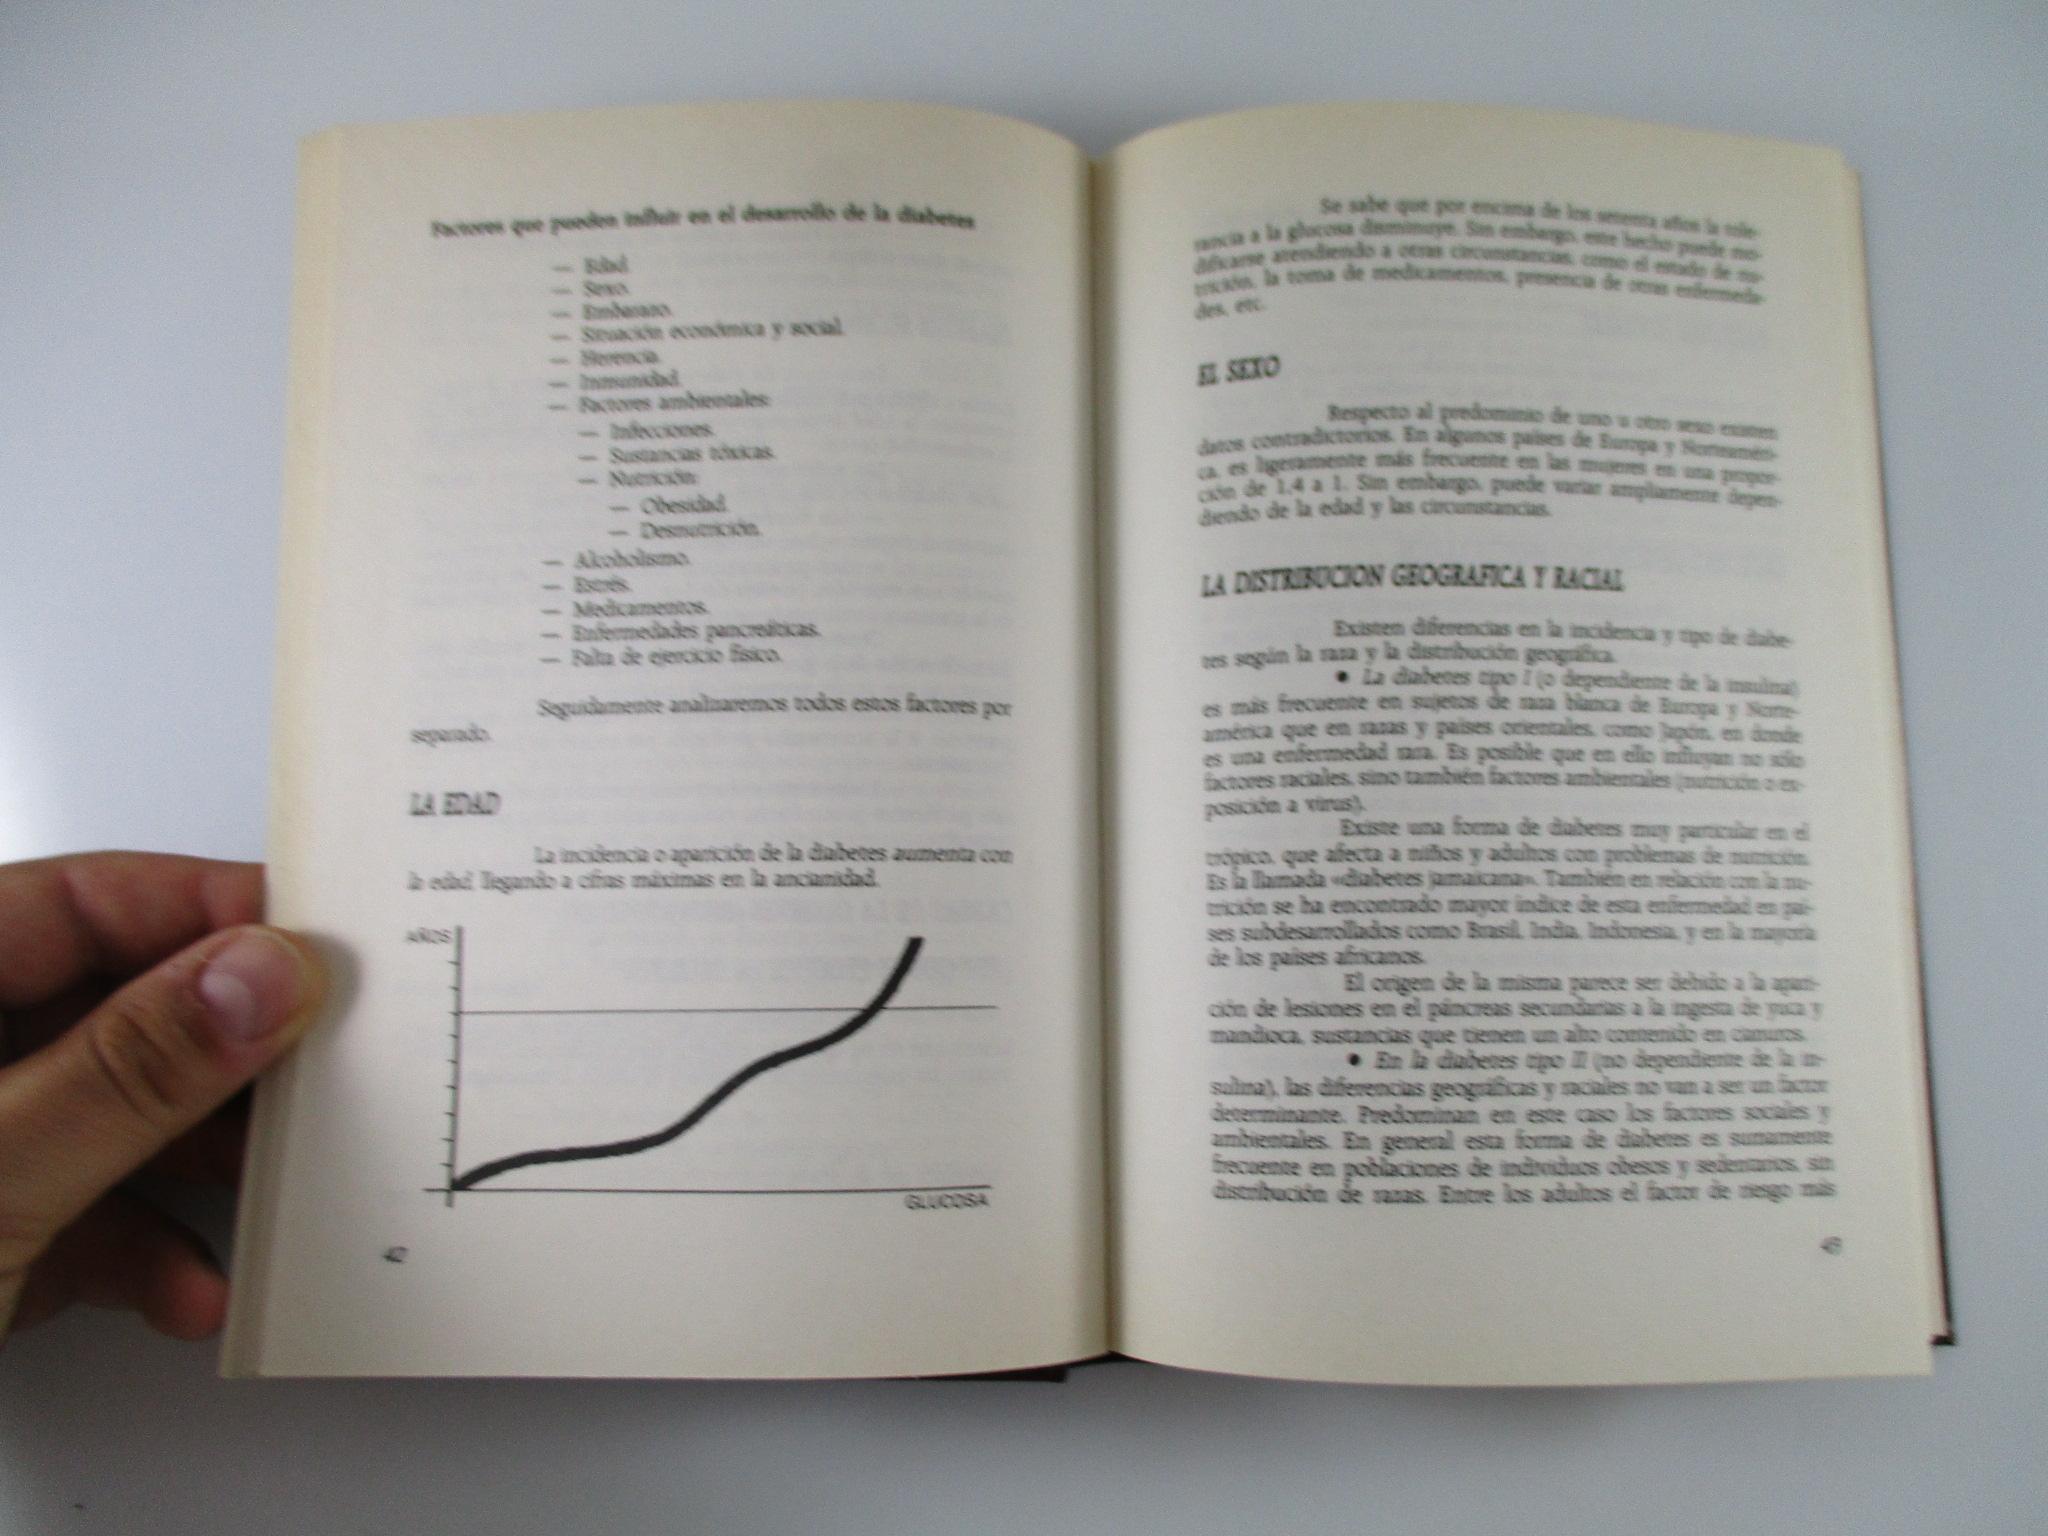 Factores que pueden influir en el desarrollo de la diabetes
— Edad.
— Sexo.
— Embarazo.
— Situación económica y social.
— Herencia.
— Inmunidad.
— Factores ambientales:
— Infecciones.
— Sustancias tóxicas.
— Nutrición:
— Obesidad.
— Desnutrición.
— Alcoholismo.
— Estrés.
— Medicamentos.
— Enfermedades pancreáticas.
— Falta de ejercicio físico.
Seguidamente analizaremos todos estos factores por
separado.
LA EDAD
La incidencia o aparición de la diabetes aumenta con
la edad, llegando a cifras máximas en la ancianidad.
AÑOS
GLUCOSA
42
Se sabe que por encima de los setenta años la tole-
rancia a la glucosa disminuye. Sin embargo, este hecho puede mo-
dificarse atendiendo a otras circunstancias, como el estado de nu-
trición, la toma de medicamentos, presencia de otras enfermeda-
des, etc.
EL SEXO
Respecto al predominio de uno u otro sexo existen
datos contradictorios. En algunos países de Europa y Norteaméri-
ca, es ligeramente más frecuente en las mujeres en una propor-
ción de 1,4 a 1. Sin embargo, puede variar ampliamente depen-
diendo de la edad y las circunstancias.
LA DISTRIBUCION GEOGRAFICA Y RACIAL
Existen diferencias en la incidencia y tipo de diabe-
tes según la raza y la distribución geográfica.
• La diabetes tipo I (o dependiente de la insulina)
es más frecuente en sujetos de raza blanca de Europa y Norte-
américa que en razas y países orientales, como Japón, en donde
es una enfermedad rara. Es posible que en ello influyan no sólo
factores raciales, sino también factores ambientales (nutrición o ex-
posición a virus).
Existe una forma de diabetes muy particular en el
trópico, que afecta a niños y adultos con problemas de nutrición.
Es la llamada «diabetes jamaicana». También en relación con la nu-
trición se ha encontrado mayor índice de esta enfermedad en paí-
ses subdesarrollados como Brasil, India, Indonesia, y en la mayoría
de los países africanos.
El origen de la misma parece ser debido a la apari-
ción de lesiones en el páncreas secundarias a la ingesta de yuca y
mandioca, sustancias que tienen un alto contenido en cianuros.
• En la diabetes tipo II (no dependiente de la in-
sulina), las diferencias geográficas y raciales no van a ser un factor
determinante. Predominan en este caso los factores sociales y
ambientales. En general esta forma de diabetes es sumamente
frecuente en poblaciones de individuos obesos y sedentarios, sin
distribución de razas. Entre los adultos el factor de riesgo más
43